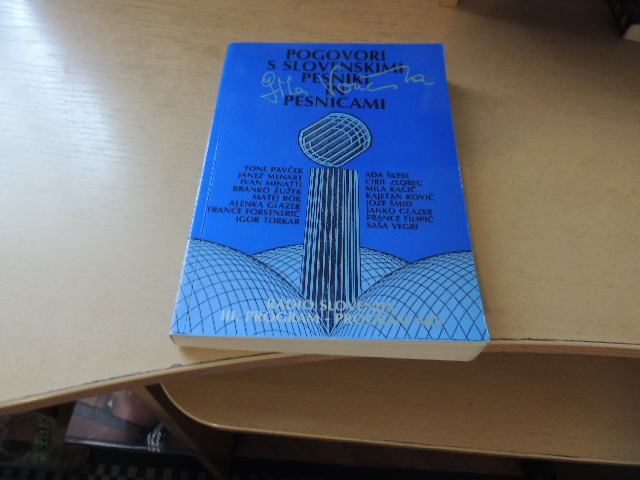 POGOVORI
S SLOVENSKIMI
PESNIKI
IN
PESNICAMI
TONE PAVČEK
JANEZ MENART
IVAN MINATTI
BRANKO ŽUŽEK
MATEJ BOR
ALENKA GLAZER
FRANCE FORSTNERIČ
IGOR TORKAR
ADA ŠKERL
CIRIL ZLOBEC
MILA KAČIČ
KAJETAN KOVIČ
JOŽE ŠMID
JANKO GLAZER
FRANCE FILIPIČ
SAŠA VEGRI
RADIO SLOVENIJA
III. PROGRAM - PROGRAM